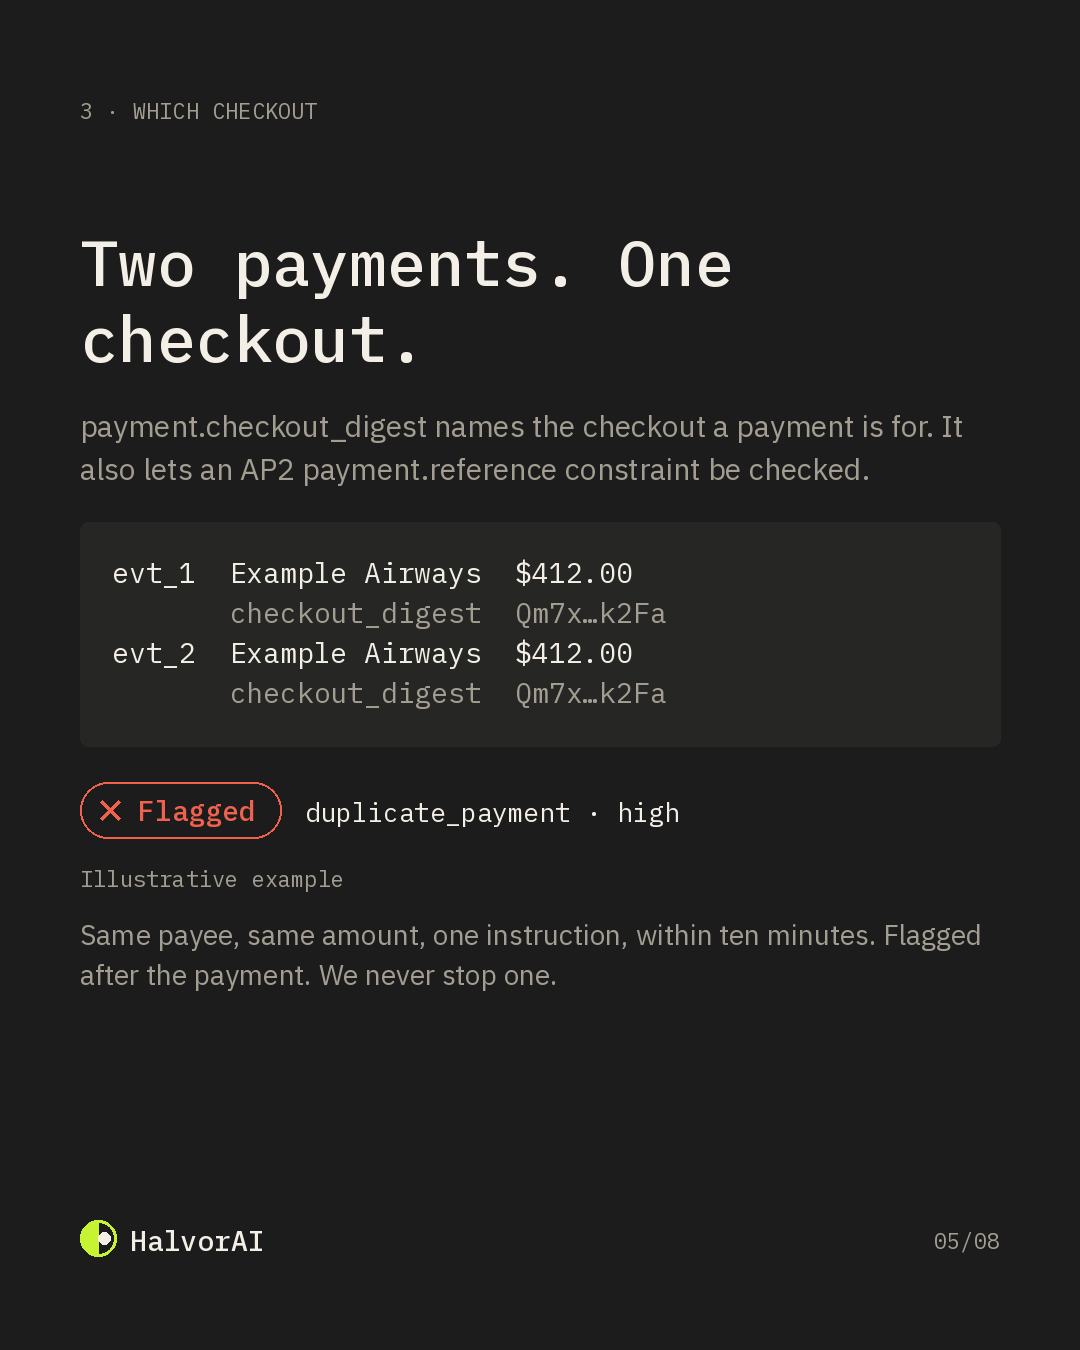 3 · WHICH CHECKOUT
Two payments. One
checkout.
payment.checkout_digest names the checkout a payment is for. It
also lets an AP2 payment.reference constraint be checked.
evt_1 Example Airways $412.00
checkout_digest Qm7x…k2Fa
evt_2 Example Airways $412.00
checkout_digest Qm7x…k2Fa
✕ Flagged duplicate_payment · high
Illustrative example
Same payee, same amount, one instruction, within ten minutes. Flagged
after the payment. We never stop one.
HalvorAI 05/08